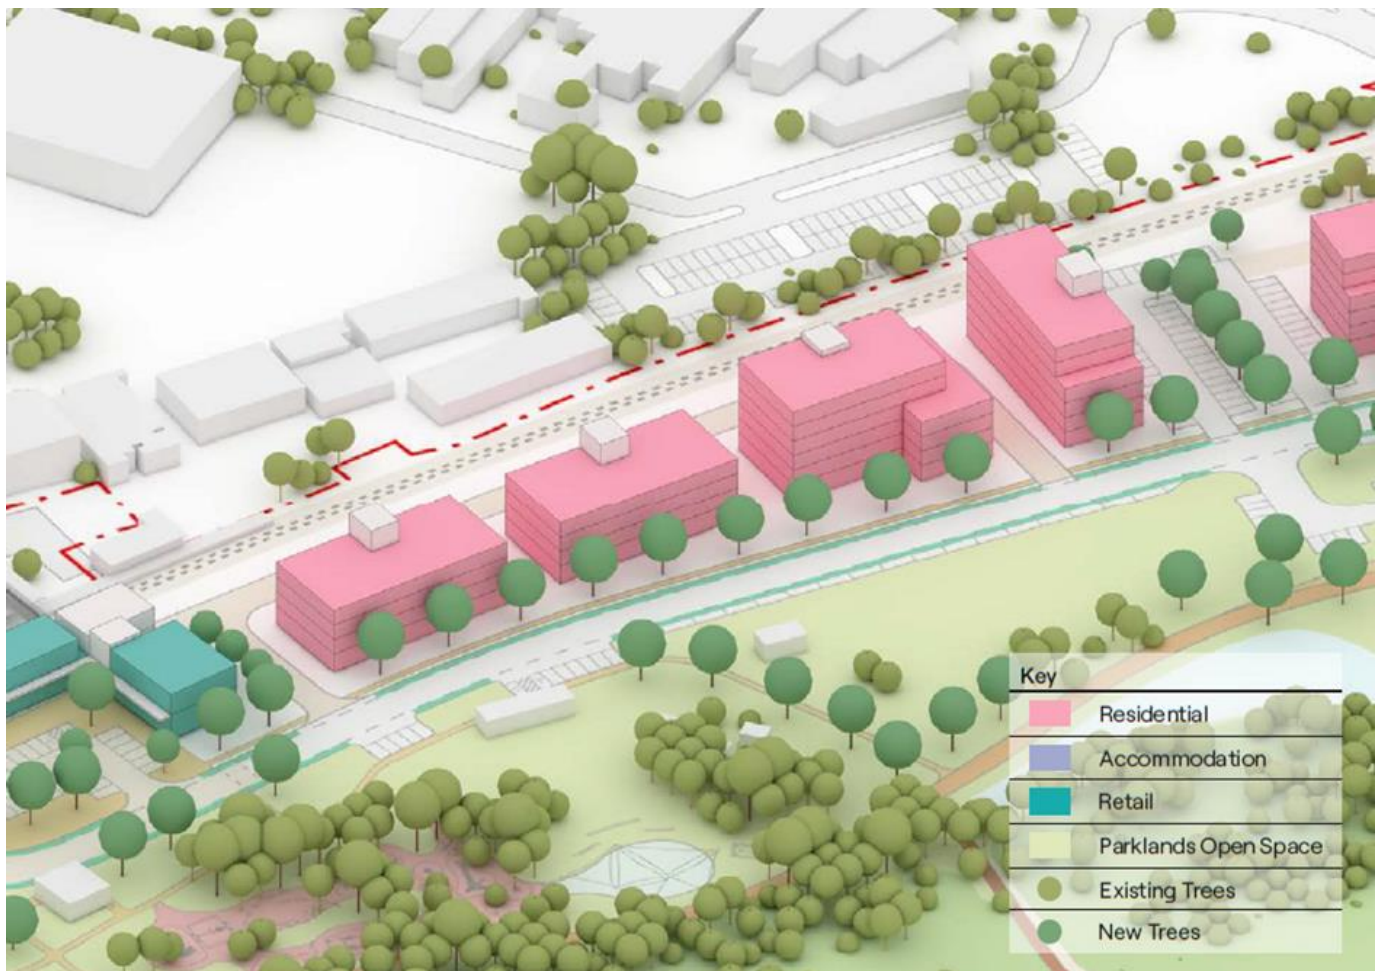 Key
Residential
Accommodation
Retail
Parklands Open Space
Existing Trees
New Trees